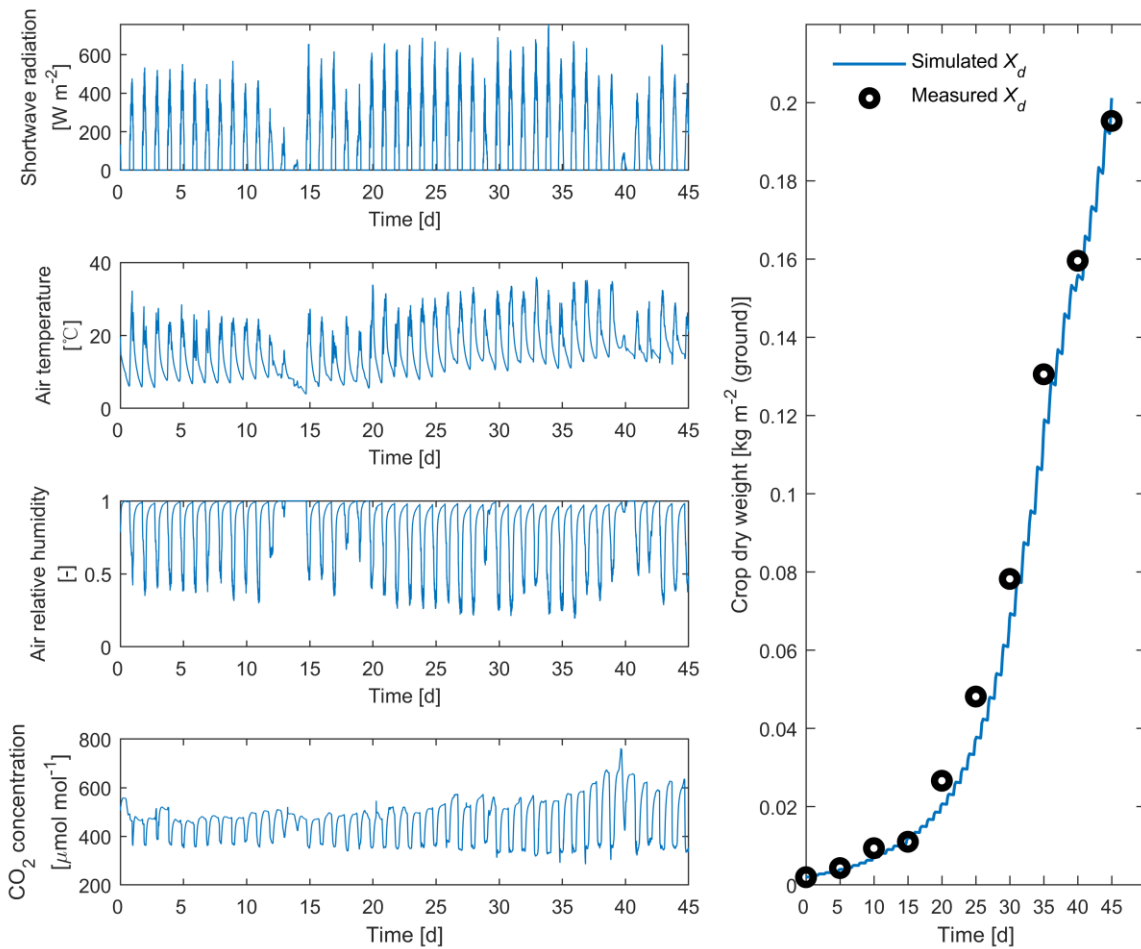 Shortwave radiation
[W m-2]
600
400
200
0
0 5 10 15 20 25 30 35 40 45
Time [d]
Air temperature
[°C]
40
20
0
0 5 10 15 20 25 30 35 40 45
Time [d]
Air relative humidity
[-]
1
0.5
0
0 5 10 15 20 25 30 35 40 45
Time [d]
CO2 concentration
[μmol mol-1]
800
600
400
200
0 5 10 15 20 25 30 35 40 45
Time [d]
Simulated Xd
Measured Xd
Crop dry weight [kg m-2 (ground)]
0.2
0.18
0.16
0.14
0.12
0.1
0.08
0.06
0.04
0.02
0
0 5 10 15 20 25 30 35 40 45
Time [d]